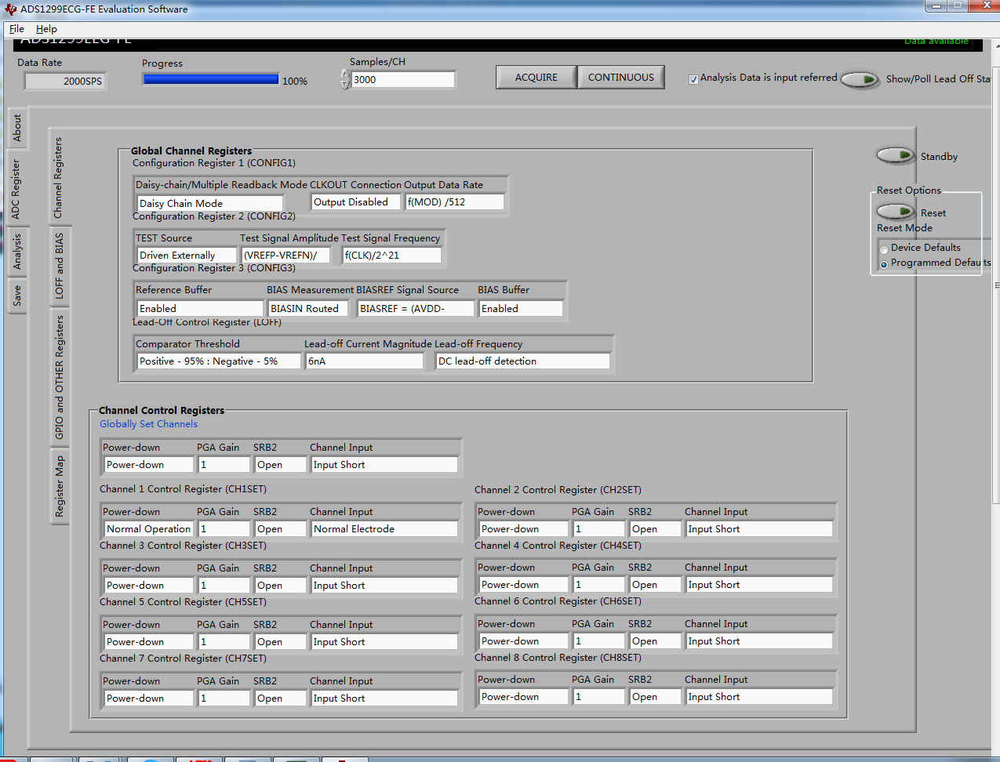 ADS1299ECG-FE Evaluation Software
File Help
ADS1299EEG-FE
Data available
Data Rate
2000SPS
Progress
100%
Samples/CH
3000
ACQUIRE
CONTINUOUS
Analysis Data is input referred
Show/Poll Lead Off Sta
About
ADC Register
Analysis
Save
Channel Registers
LOFF and BIAS
GPIO and OTHER Registers
Register Map
Global Channel Registers
Configuration Register 1 (CONFIG1)
Daisy-chain/Multiple Readback Mode CLKOUT Connection Output Data Rate
Daisy Chain Mode Output Disabled f(MOD) /512
Configuration Register 2 (CONFIG2)
TEST Source Test Signal Amplitude Test Signal Frequency
Driven Externally (VREFP-VREFN)/ f(CLK)/2^21
Configuration Register 3 (CONFIG3)
Reference Buffer BIAS Measurement BIASREF Signal Source BIAS Buffer
Enabled BIASIN Routed BIASREF = (AVDD- Enabled
Lead-Off Control Register (LOFF)
Comparator Threshold Lead-off Current Magnitude Lead-off Frequency
Positive - 95% : Negative - 5% 6nA DC lead-off detection
Standby
Reset Options
Reset
Reset Mode
Device Defaults
Programmed Defaults
Channel Control Registers
Globally Set Channels
Power-down PGA Gain SRB2 Channel Input
Power-down 1 Open Input Short
Channel 1 Control Register (CH1SET)
Power-down PGA Gain SRB2 Channel Input
Normal Operation 1 Open Normal Electrode
Channel 2 Control Register (CH2SET)
Power-down PGA Gain SRB2 Channel Input
Power-down 1 Open Input Short
Channel 3 Control Register (CH3SET)
Power-down PGA Gain SRB2 Channel Input
Power-down 1 Open Input Short
Channel 4 Control Register (CH4SET)
Power-down PGA Gain SRB2 Channel Input
Power-down 1 Open Input Short
Channel 5 Control Register (CH5SET)
Power-down PGA Gain SRB2 Channel Input
Power-down 1 Open Input Short
Channel 6 Control Register (CH6SET)
Power-down PGA Gain SRB2 Channel Input
Power-down 1 Open Input Short
Channel 7 Control Register (CH7SET)
Power-down PGA Gain SRB2 Channel Input
Power-down 1 Open Input Short
Channel 8 Control Register (CH8SET)
Power-down PGA Gain SRB2 Channel Input
Power-down 1 Open Input Short